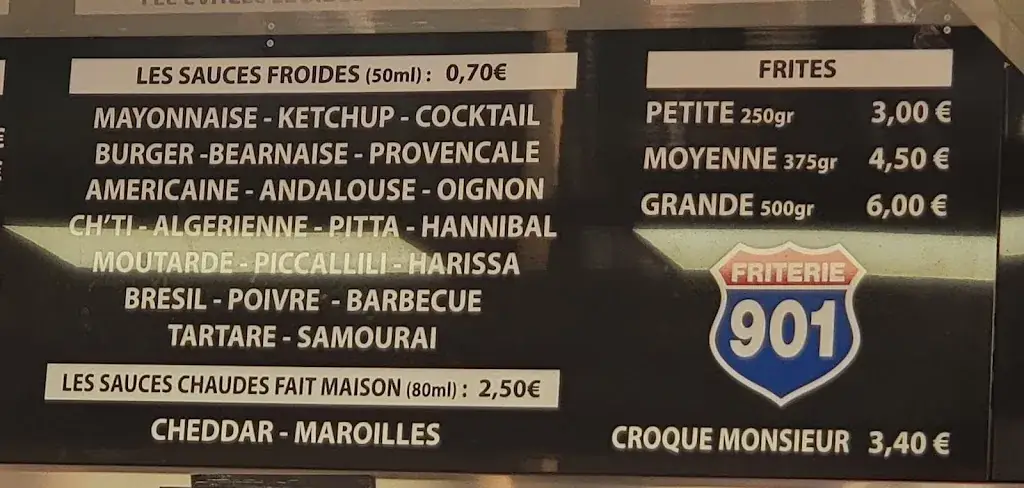 LES SAUCES FROIDES (50ml) : 0,70€
MAYONNAISE - KETCHUP - COCKTAIL
BURGER -BEARNAISE - PROVENCALE
AMERICAINE - ANDALOUSE - OIGNON
CH'TI - ALGERIENNE - PITTA - HANNIBAL
MOUTARDE - PICCALLILI - HARISSA
BRESIL - POIVRE - BARBECUE
TARTARE - SAMOURAI
LES SAUCES CHAUDES FAIT MAISON (80ml) : 2,50€
CHEDDAR - MAROILLES
FRITES
PETITE 250gr 3,00 €
MOYENNE 375gr 4,50 €
GRANDE 500gr 6,00 €
FRITERIE
901
CROQUE MONSIEUR 3,40 €